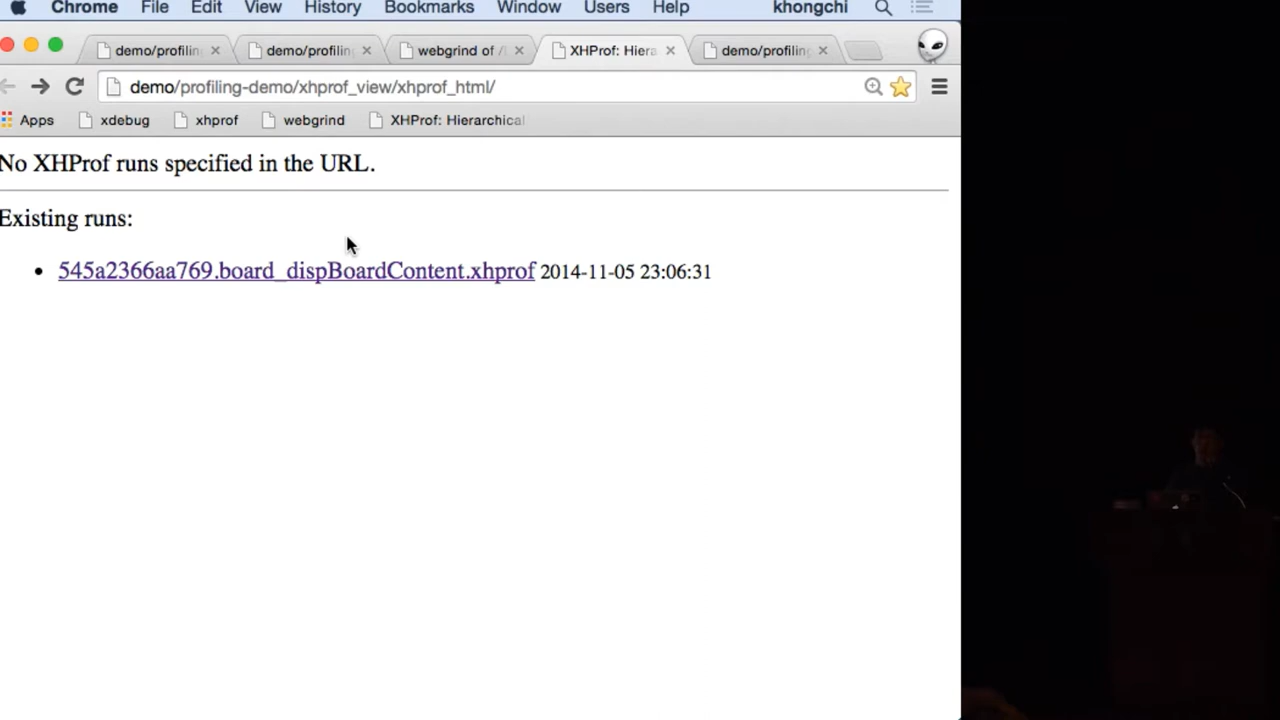 Chrome File Edit View History Bookmarks Window Users Help khongchi
demo/profilin demo/profiling webgrind of / XHProf: Hiera demo/profiling
demo/profiling-demo/xhprof_view/xhprof_html/
Apps xdebug xhprof webgrind XHProf: Hierarchical
No XHProf runs specified in the URL.
Existing runs:
• 545a2366aa769.board_dispBoardContent.xhprof 2014-11-05 23:06:31